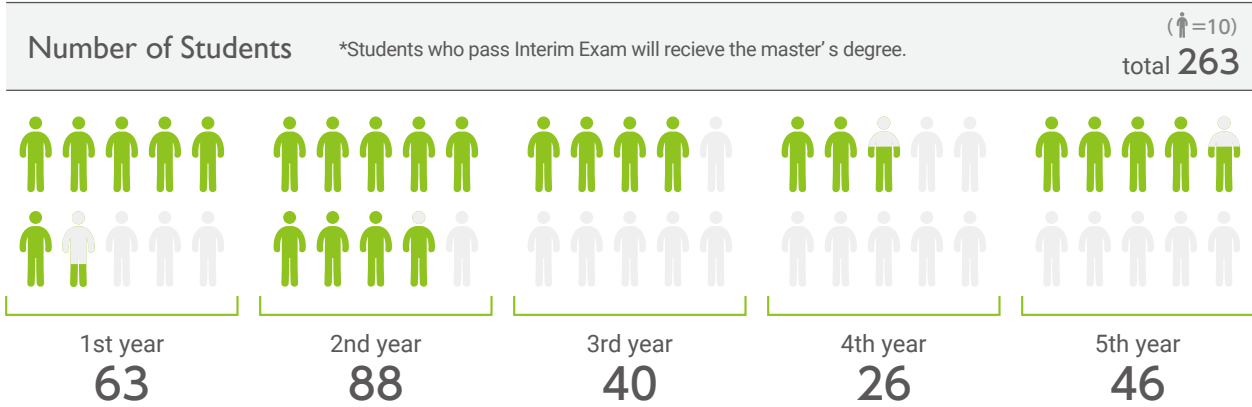 Number of Students
*Students who pass Interim Exam will recieve the master's degree.
(=10)
total 263
1st year
63
2nd year
88
3rd year
40
4th year
26
5th year
46